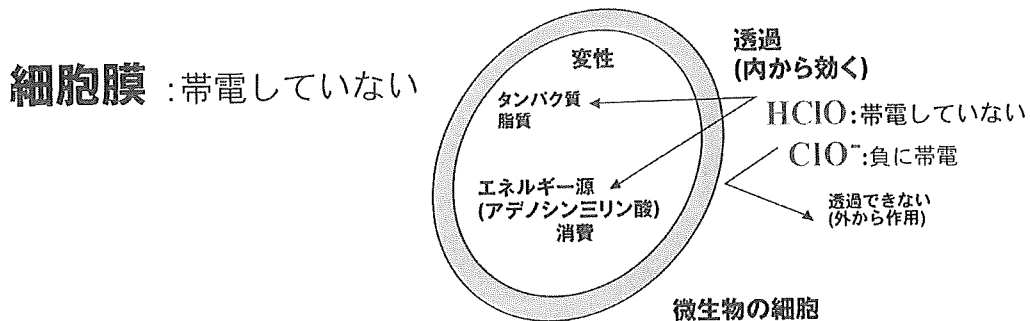 細胞膜:帯電していない
変性
タンパク質
脂質
エネルギー源
(アデノシン三リン酸)
消費
透過
(内から効く)
HClO:帯電していない
ClO⁻:負に帯電
透過できない
(外から作用)
微生物の細胞